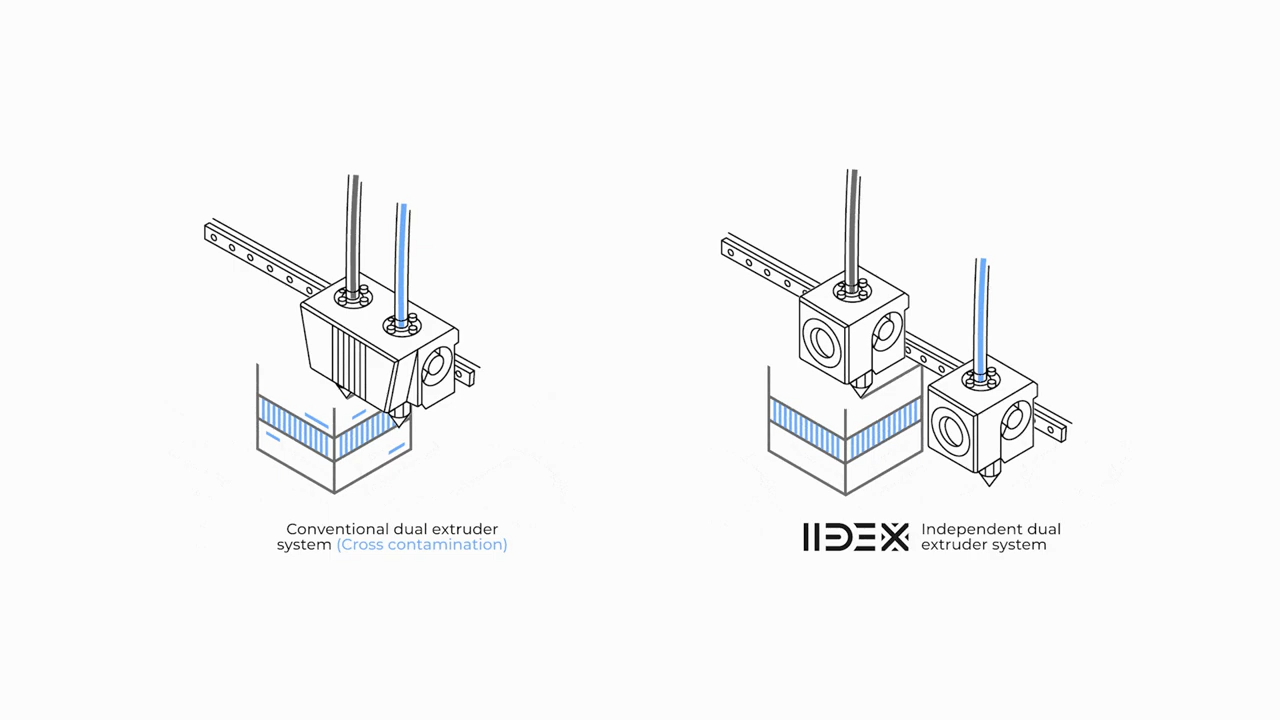 Conventional dual extruder
system (Cross contamination)
IDEX
Independent dual
extruder system